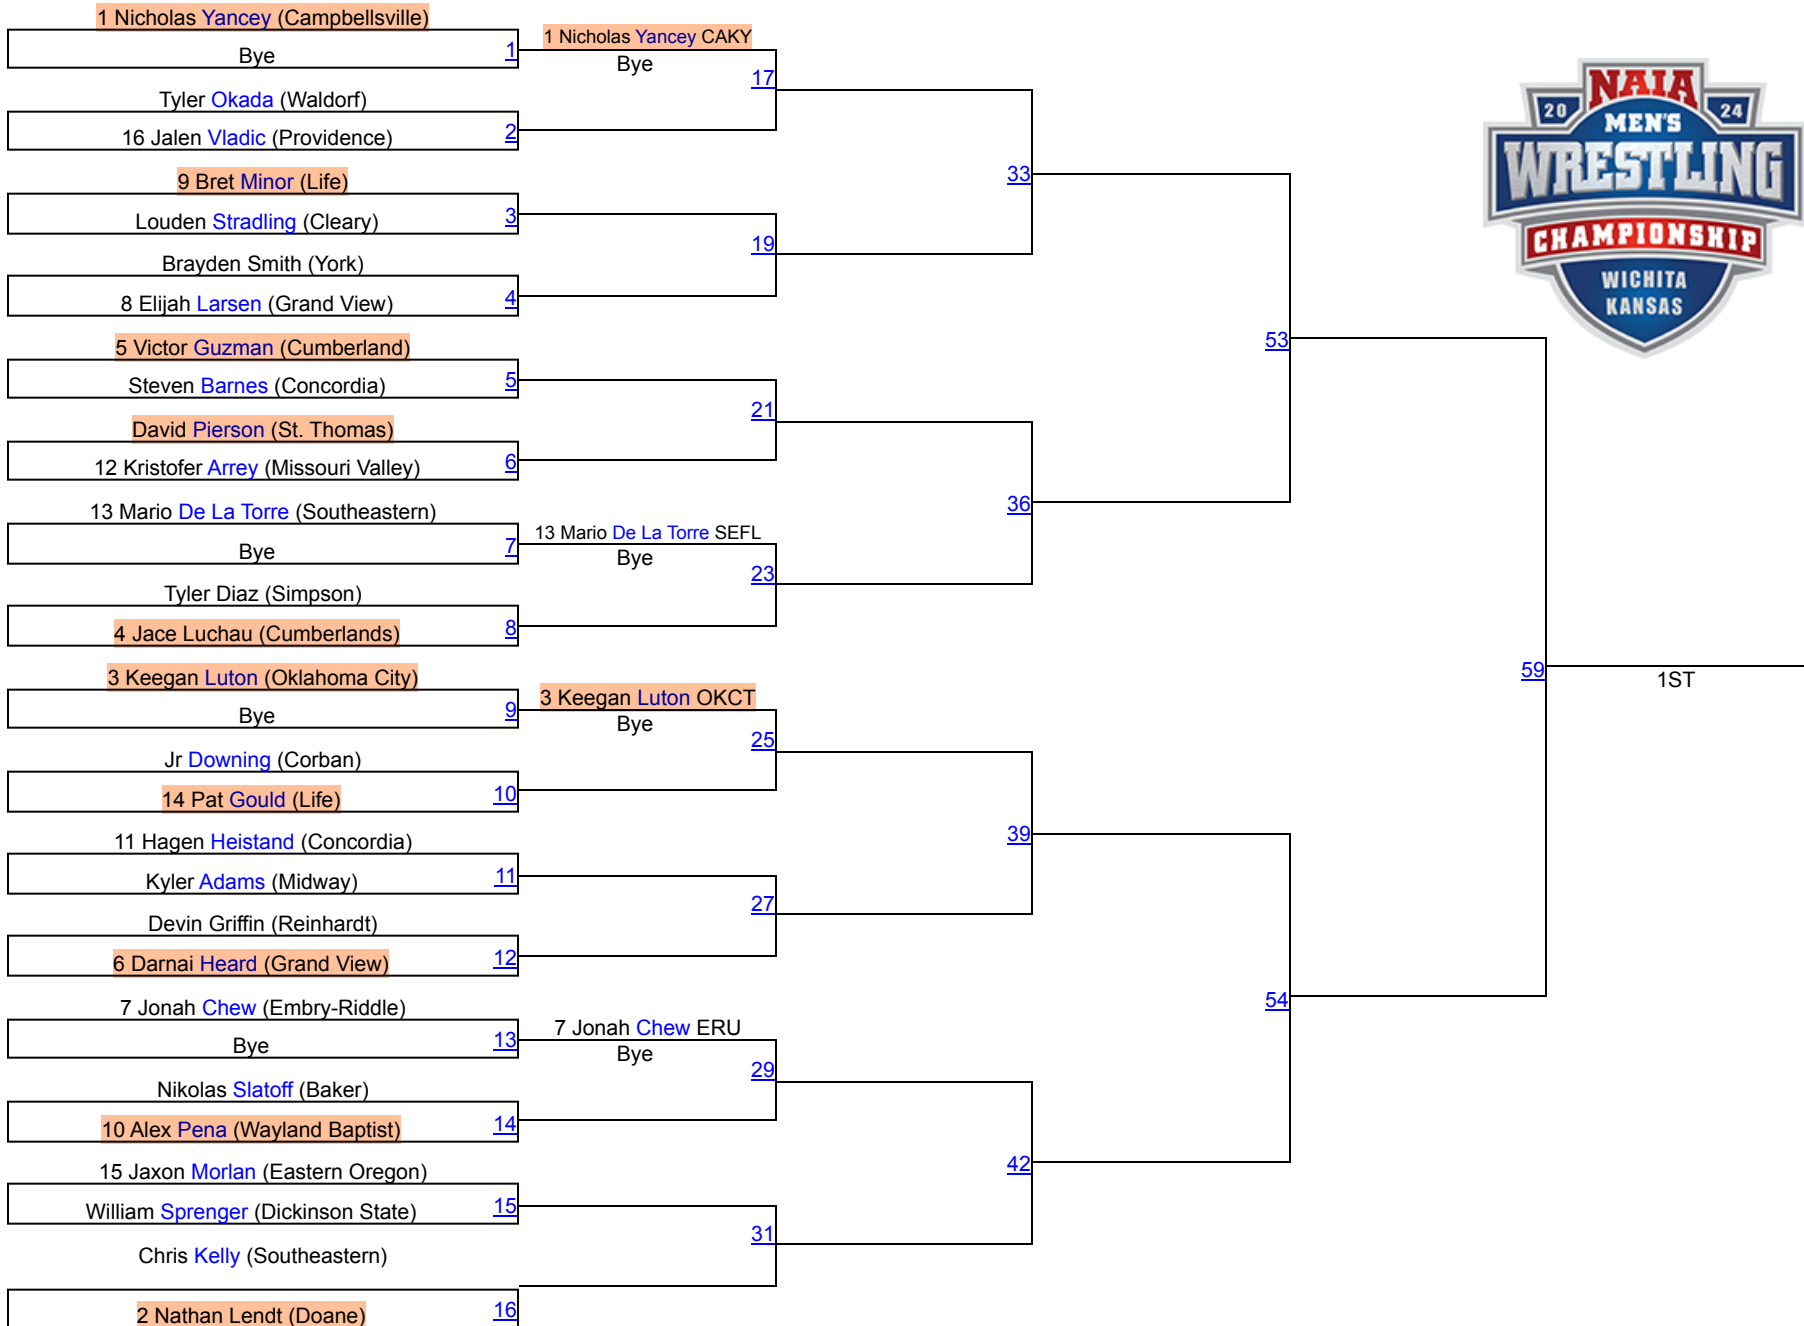 1 Nicholas Yancey (Campbellsville)
Bye
1
1 Nicholas Yancey CAKY
Bye
17
Tyler Okada (Waldorf)
16 Jalen Vladic (Providence)
2
9 Bret Minor (Life)
Louden Stradling (Cleary)
3
33
19
Brayden Smith (York)
8 Elijah Larsen (Grand View)
4
5 Victor Guzman (Cumberland)
Steven Barnes (Concordia)
5
53
21
David Pierson (St. Thomas)
12 Kristofer Arrey (Missouri Valley)
6
13 Mario De La Torre (Southeastern)
Bye
7
13 Mario De La Torre SEFL
Bye
36
23
Tyler Diaz (Simpson)
4 Jace Luchau (Cumberlands)
8
3 Keegan Luton (Oklahoma City)
Bye
9
3 Keegan Luton OKCT
Bye
25
59
1ST
Jr Downing (Corban)
14 Pat Gould (Life)
10
11 Hagen Heistand (Concordia)
Kyler Adams (Midway)
11
39
27
Devin Griffin (Reinhardt)
6 Darnai Heard (Grand View)
12
7 Jonah Chew (Embry-Riddle)
Bye
13
7 Jonah Chew ERU
Bye
54
29
Nikolas Slatoff (Baker)
10 Alex Pena (Wayland Baptist)
14
15 Jaxon Morlan (Eastern Oregon)
William Sprenger (Dickinson State)
15
42
31
Chris Kelly (Southeastern)
2 Nathan Lendt (Doane)
16
NAIA
20 24
MEN'S
WRESTLING
CHAMPIONSHIP
WICHITA
KANSAS